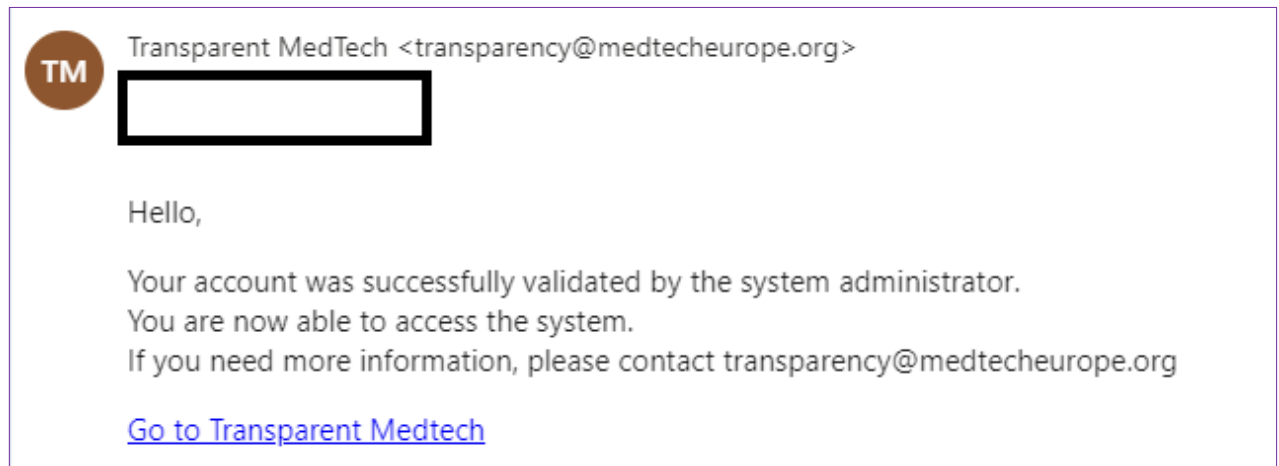 TM
Transparent MedTech <transparency@medtecheurope.org>
Hello,
Your account was successfully validated by the system administrator.
You are now able to access the system.
If you need more information, please contact transparency@medtecheurope.org
Go to Transparent Medtech